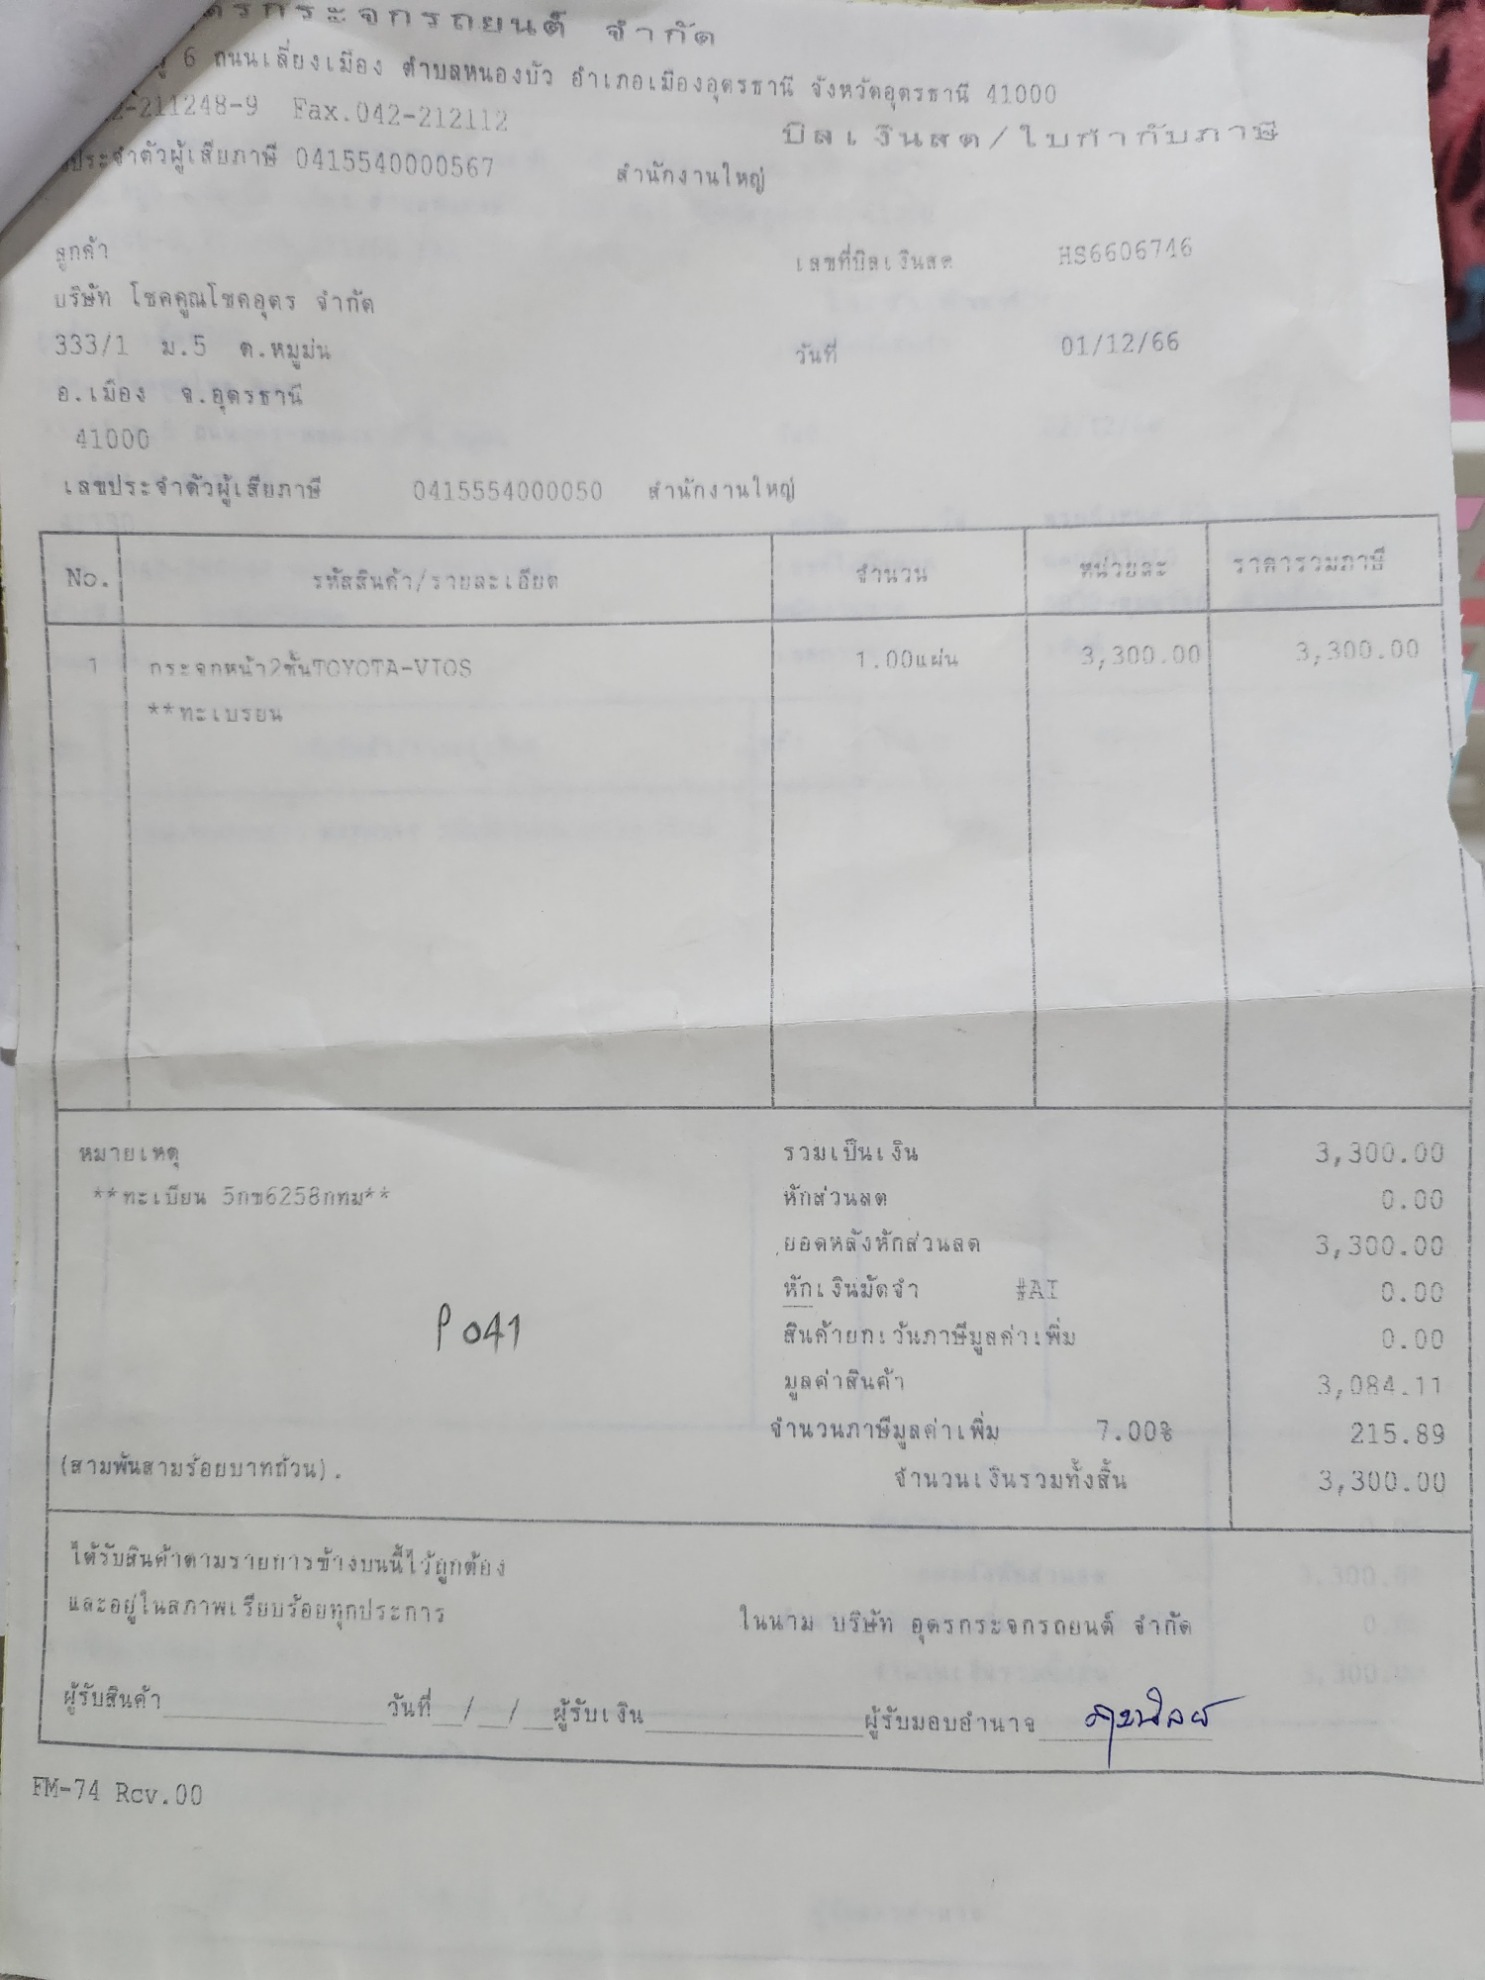 ดรกระจกรถยนต์ จำกัด
6 ถนนเลี่ยงเมือง ตำบลหนองบัว อำเภอเมืองอุดรธานี จังหวัดอุดรธานี 41000
2-211248-9 Fax.042-212112
บิลเงินสด/ใบกำกับภาษี
ประจำตัวผู้เสียภาษี 0415540000567 สำนักงานใหญ่
ลูกค้า
เลขที่บิลเงินสด HS6606746
บริษัท โชคคูณโชคอุดร จำกัด
333/1 ม.5 ต.หมูม่น
วันที่ 01/12/66
อ.เมือง จ.อุดรธานี
41000
เลขประจำตัวผู้เสียภาษี 0415554000050 สำนักงานใหญ่
No. รหัสสินค้า/รายละเอียด จำนวน หน่วยละ ราคารวมภาษี
1 กระจกหน้า2ชั้นTOYOTA-VIOS 1.00แผ่น 3,300.00 3,300.00
**ทะเบรยน
หมายเหตุ รวมเป็นเงิน 3,300.00
**ทะเบียน 5กข6258กทม** หักส่วนลด 0.00
ยอดหลังหักส่วนลด 3,300.00
หักเงินมัดจำ #AI 0.00
P041
สินค้ายกเว้นภาษีมูลค่าเพิ่ม 0.00
มูลค่าสินค้า 3,084.11
จำนวนภาษีมูลค่าเพิ่ม 7.00% 215.89
(สามพันสามร้อยบาทถ้วน). จำนวนเงินรวมทั้งสิ้น 3,300.00
ได้รับสินค้าตามรายการข้างบนนี้ไว้ถูกต้อง
และอยู่ในสภาพเรียบร้อยทุกประการ
ในนาม บริษัท อุดรกระจกรถยนต์ จำกัด
ผู้รับสินค้า วันที่ / / ผู้รับเงิน ผู้รับมอบอำนาจ
FM-74 Rev.00